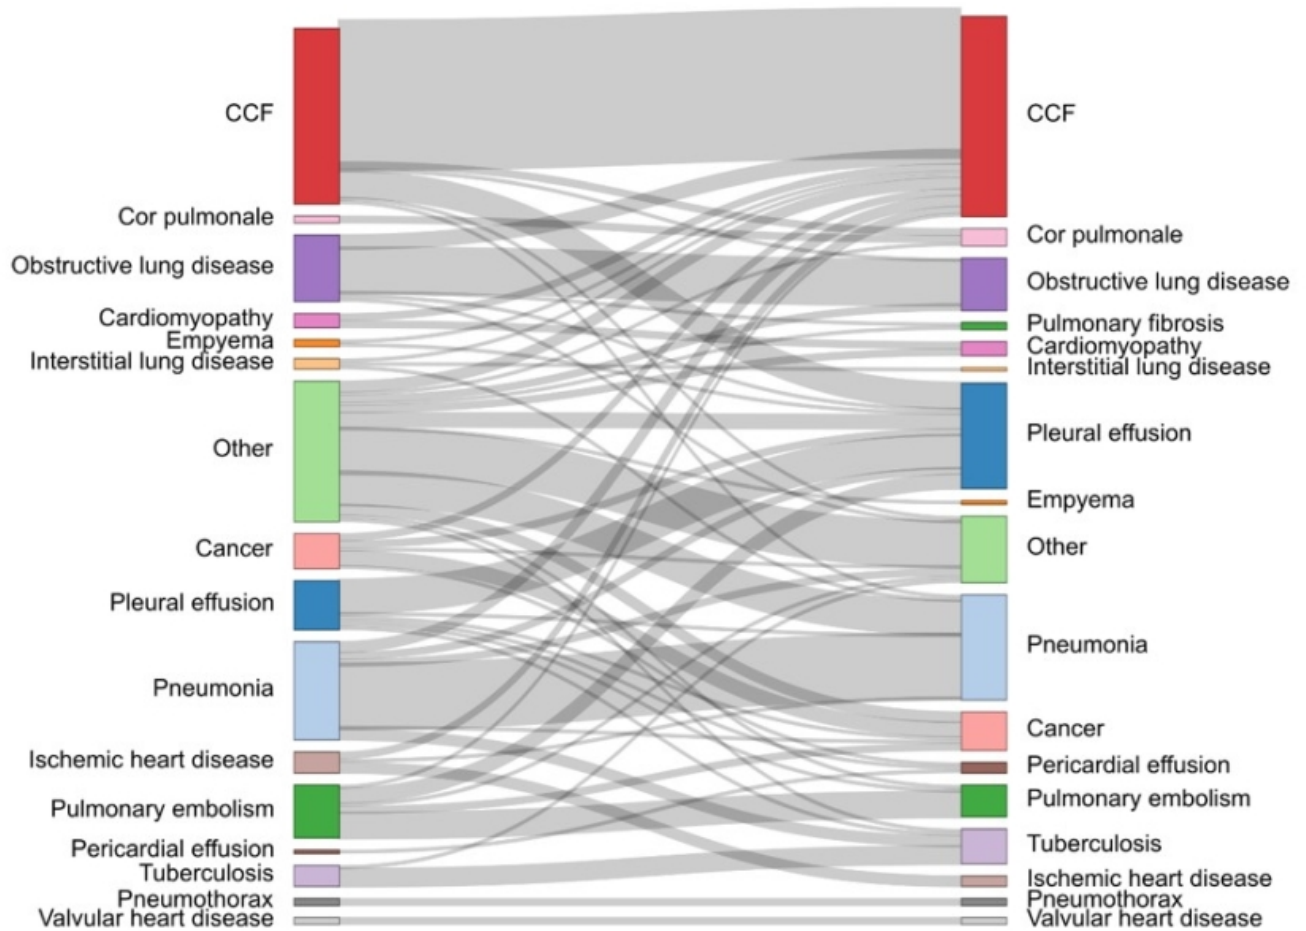 CCF
Cor pulmonale
Obstructive lung disease
Cardiomyopathy
Empyema
Interstitial lung disease
Other
Cancer
Pleural effusion
Pneumonia
Ischemic heart disease
Pulmonary embolism
Pericardial effusion
Tuberculosis
Pneumothorax
Valvular heart disease
CCF
Cor pulmonale
Obstructive lung disease
Pulmonary fibrosis
Cardiomyopathy
Interstitial lung disease
Pleural effusion
Empyema
Other
Pneumonia
Cancer
Pericardial effusion
Pulmonary embolism
Tuberculosis
Ischemic heart disease
Pneumothorax
Valvular heart disease